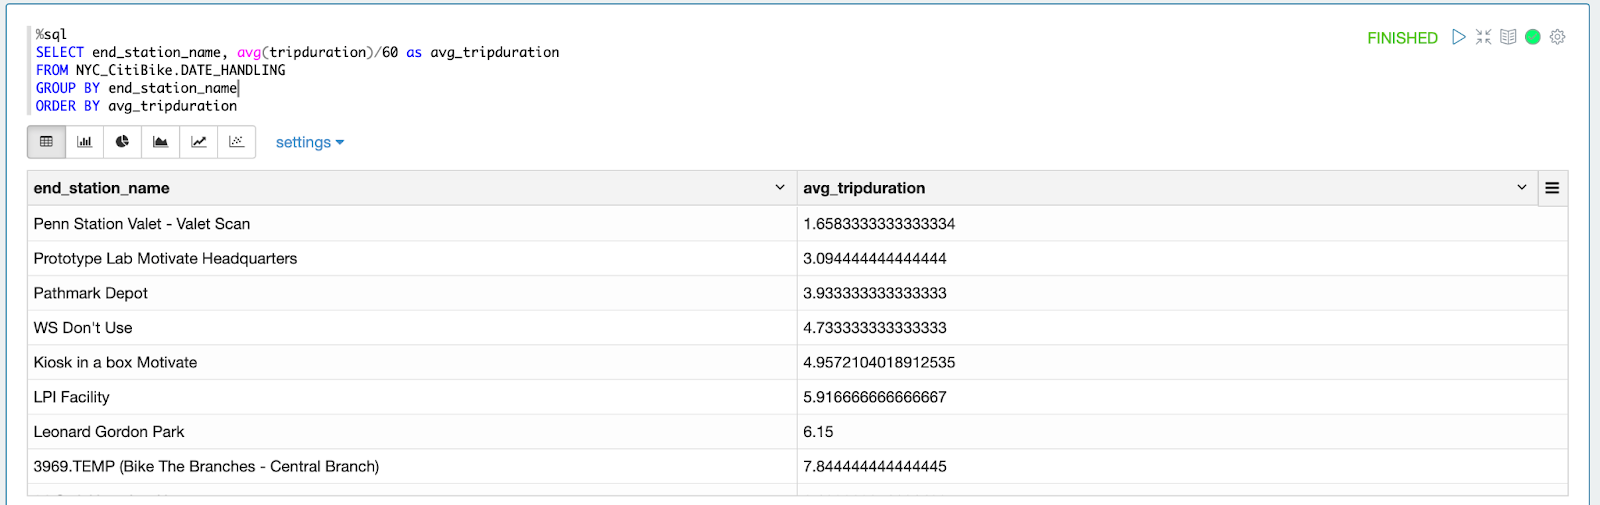 %sql
SELECT end_station_name, avg(tripduration)/60 as avg_tripduration
FROM NYC_CitiBike.DATE_HANDLING
GROUP BY end_station_name
ORDER BY avg_tripduration
FINISHED
settings
end_station_name avg_tripduration
Penn Station Valet - Valet Scan 1.6583333333333334
Prototype Lab Motivate Headquarters 3.094444444444444
Pathmark Depot 3.933333333333333
WS Don't Use 4.733333333333333
Kiosk in a box Motivate 4.9572104018912535
LPI Facility 5.916666666666667
Leonard Gordon Park 6.15
3969.TEMP (Bike The Branches - Central Branch) 7.844444444444445